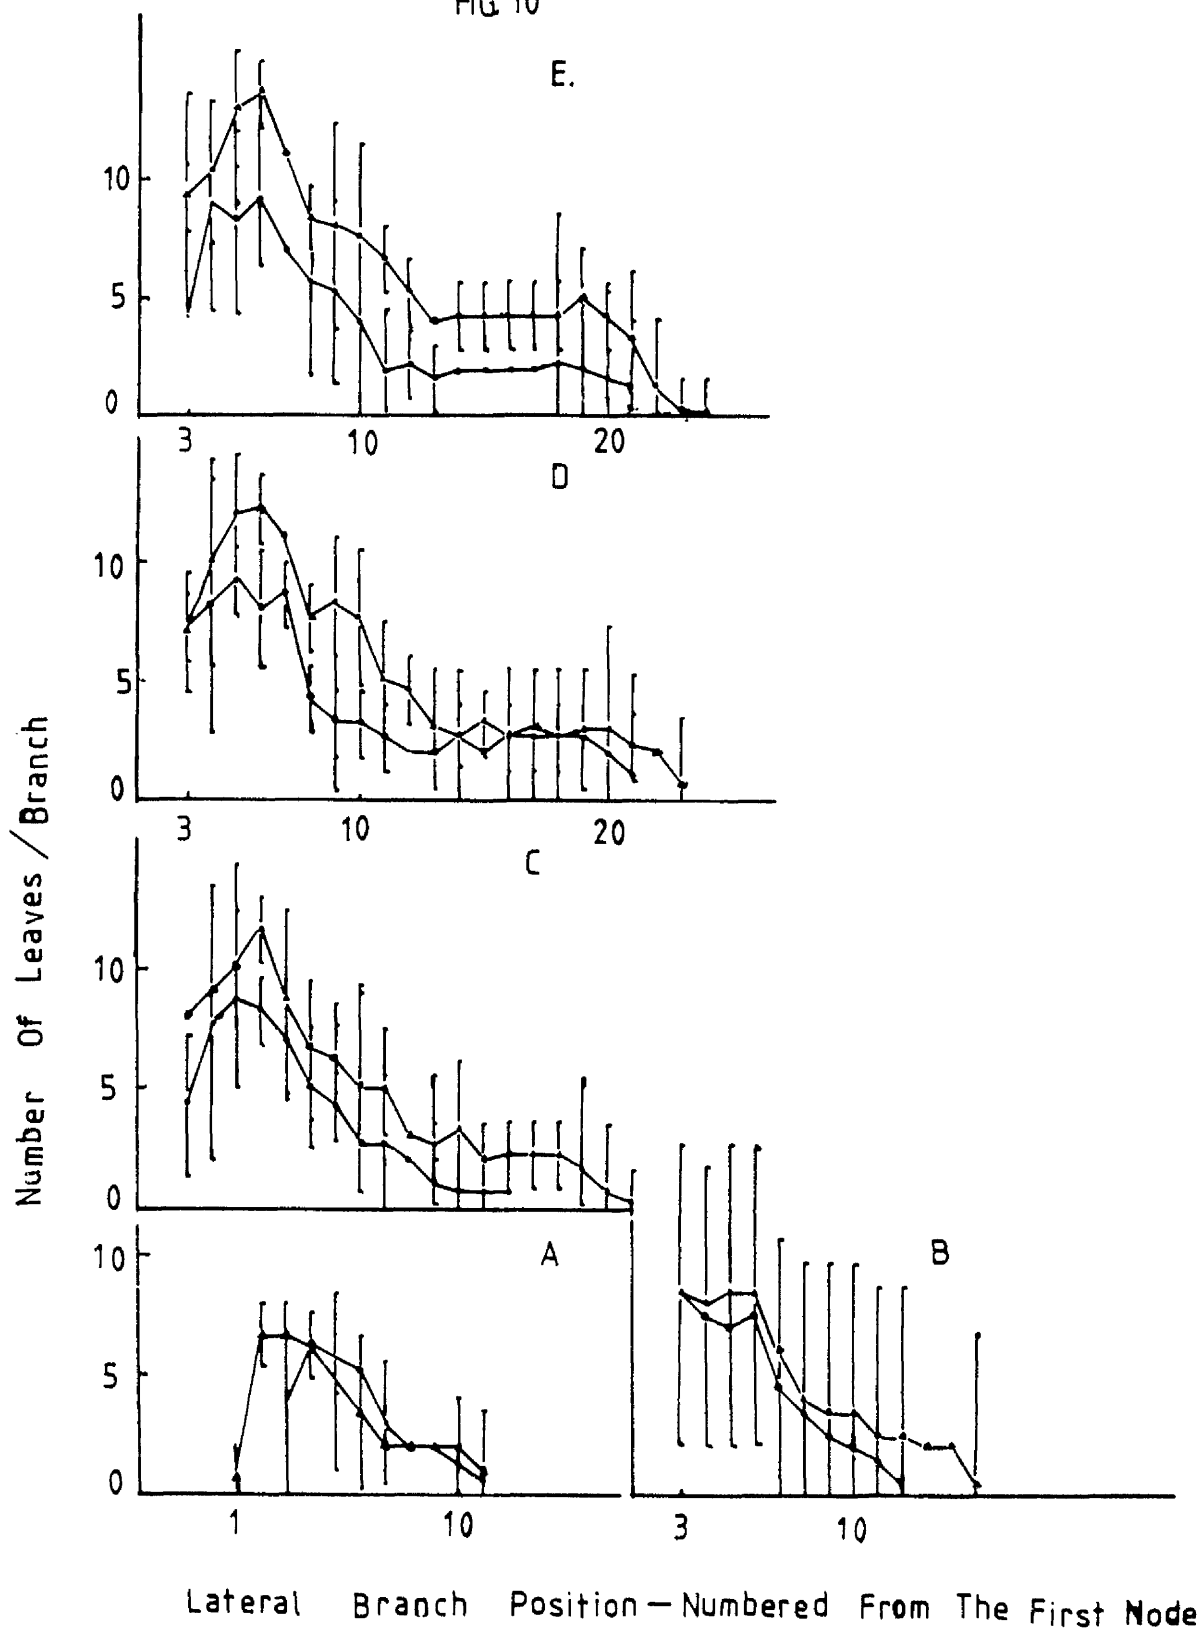 FIG. 10
E.
10
5
0
3 10 20
D
10
5
0
3 10 20
C
10
5
0
A
10
5
0
1 10
B
3 10
Number Of Leaves / Branch
Lateral Branch Position — Numbered From The First Node